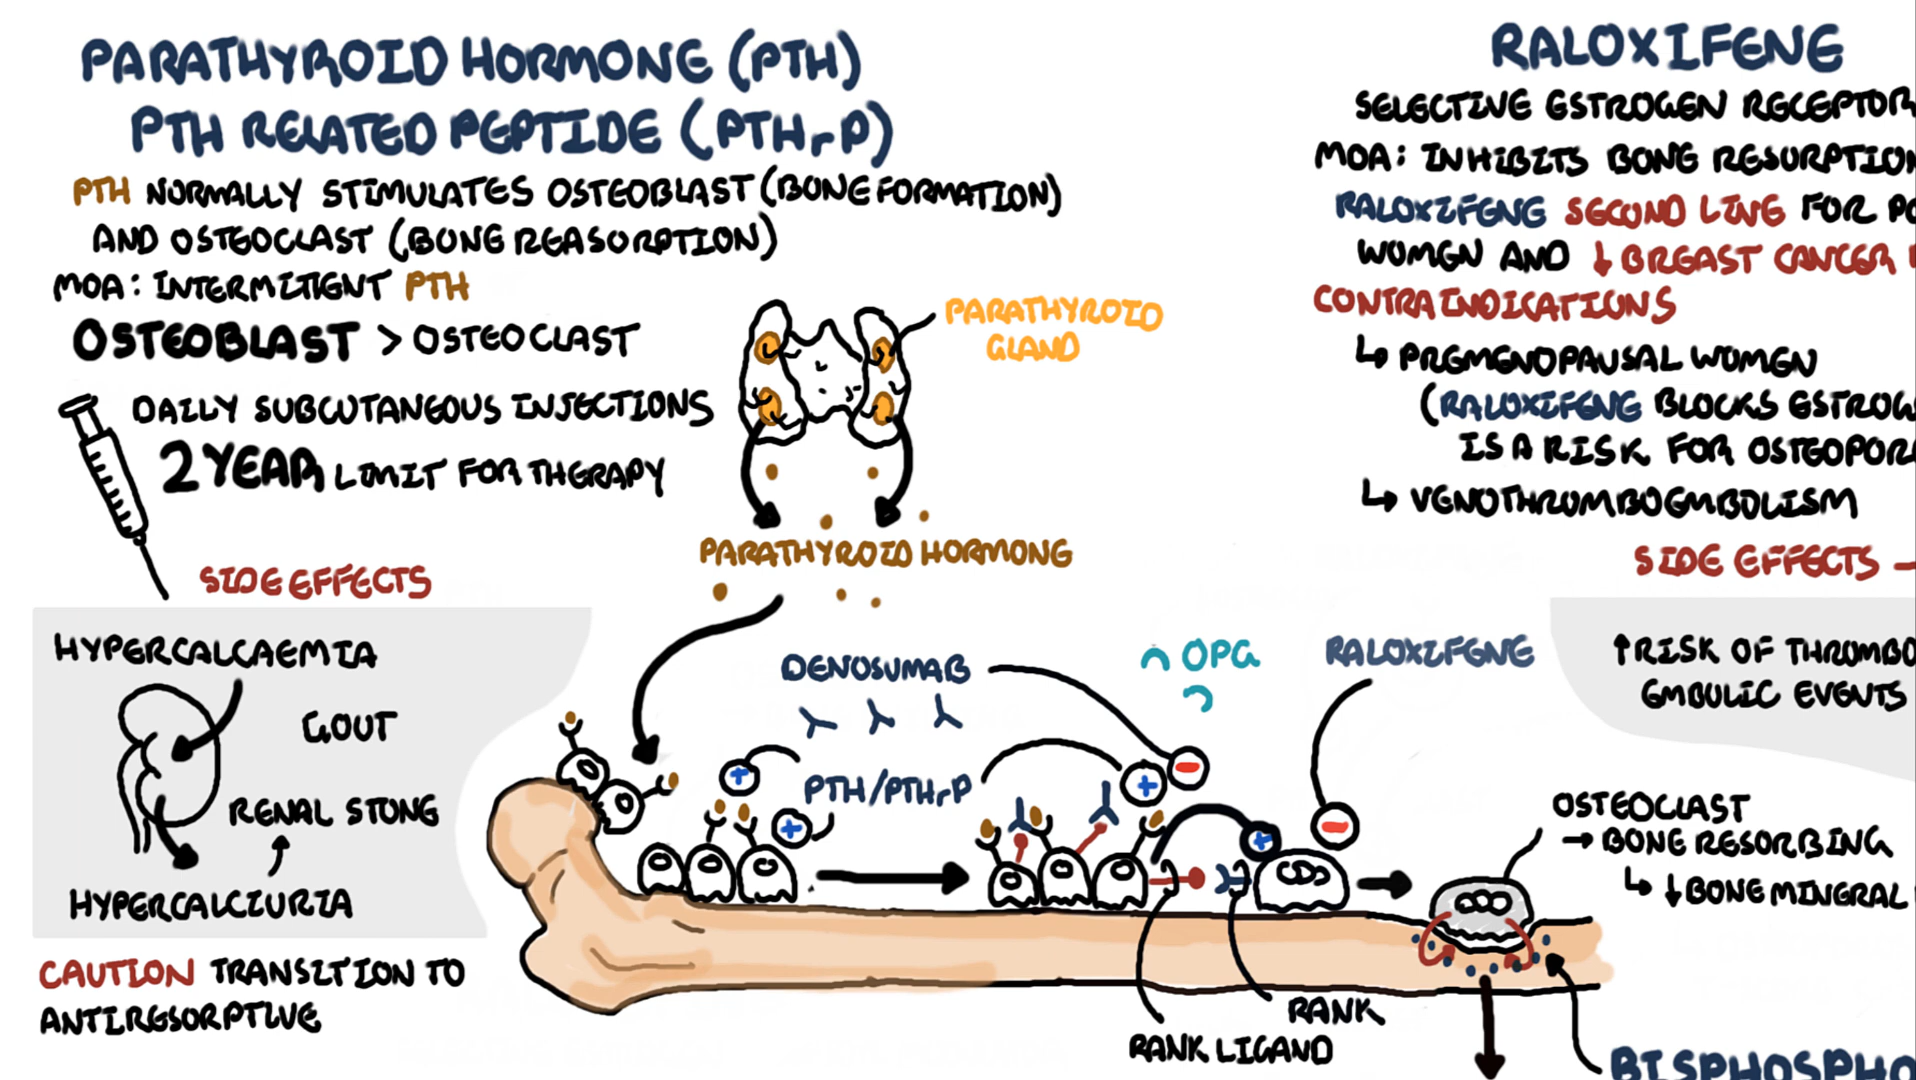 PARATHYROID HORMONE (PTH)
PTH RELATED PEPTIDE (PTHrP)
PTH NORMALLY STIMULATES OSTEOBLAST (BONE FORMATION)
AND OSTEOCLAST (BONE REASORPTION)
MOA: INTERMITIENT PTH
OSTEOBLAST > OSTEOCLAST
DAILY SUBCUTANEOUS INJECTIONS
2 YEAR LIMIT FOR THERAPY
SIDE EFFECTS
HYPERCALCAEMIA
GOUT
RENAL STONE
HYPERCALCIURIA
CAUTION TRANSITION TO
ANTIRESORPTIVE
PARATHYROID
GLAND
PARATHYROID HORMONE
DENOSUMAB
PTH/PTHrP
OPG
RALOXIFENE
RANK
RANK LIGAND
RALOXIFENE
SELECTIVE ESTROGEN RECEPTOR
MOA: INHIBITS BONE RESURPTION
RALOXIFENE SECOND LINE FOR PO
WOMEN AND ↓ BREAST CANCER
CONTRAINDICATIONS
↳ PREMENOPAUSAL WOMEN
(RALOXIFENE BLOCKS ESTROG
IS A RISK FOR OSTEOPOR
↳ VENOTHROMBOEMBOLISM
SIDE EFFECTS –
↑RISK OF THROMBO
EMBOLIC EVENTS
OSTEOCLAST
→ BONE RESORBING
↳ ↓BONE MINERAL
BISPHOSPHO